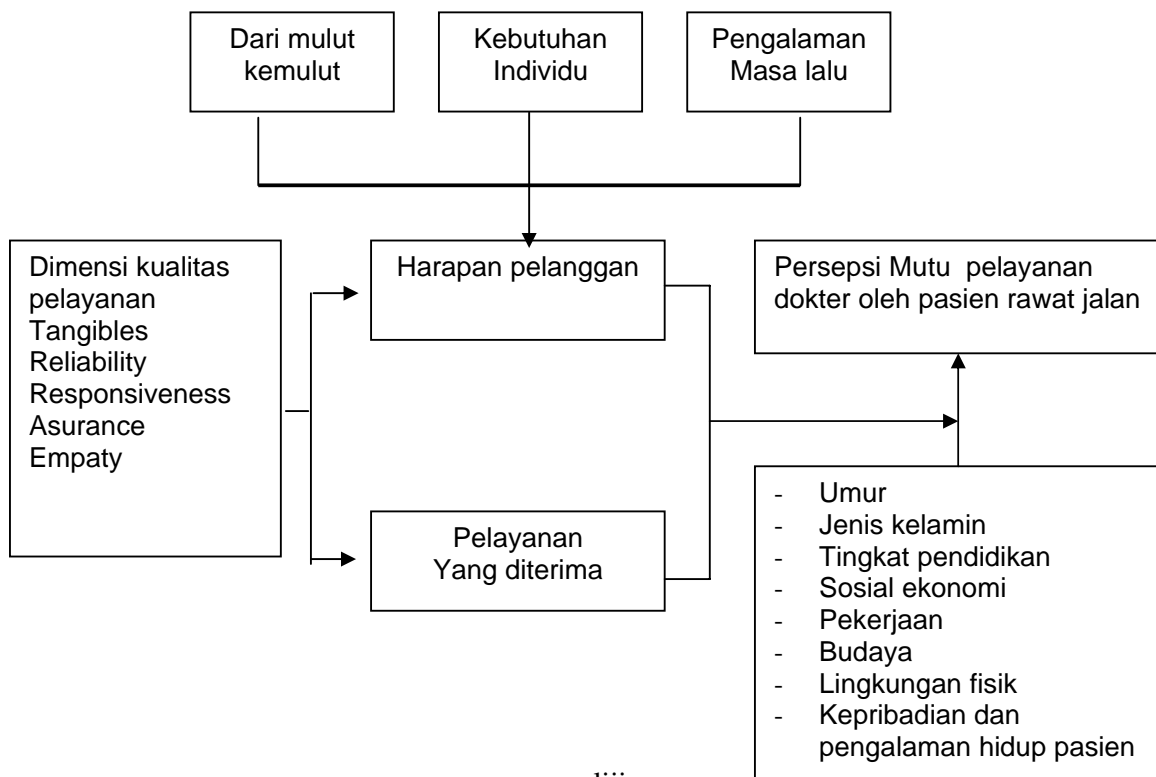 Dari mulut
kemulut
Kebutuhan
Individu
Pengalaman
Masa lalu
Dimensi kualitas
pelayanan
Tangibles
Reliability
Responsiveness
Asurance
Empaty
Harapan pelanggan
Persepsi Mutu pelayanan
dokter oleh pasien rawat jalan
Pelayanan
Yang diterima
- Umur
- Jenis kelamin
- Tingkat pendidikan
- Sosial ekonomi
- Pekerjaan
- Budaya
- Lingkungan fisik
- Kepribadian dan
pengalaman hidup pasien